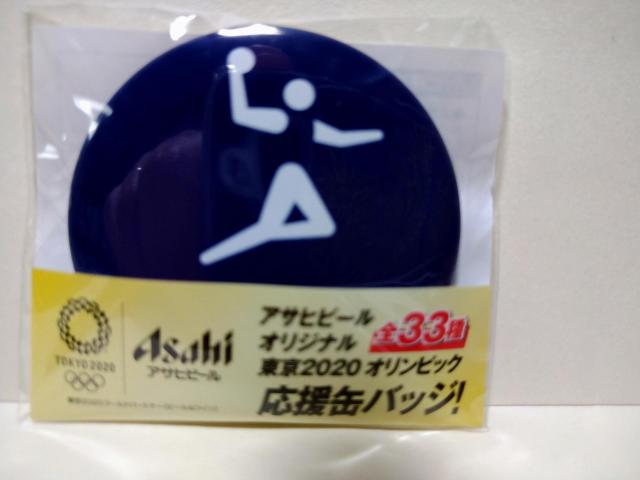 TOKYO 2020
Asahi
アサヒビール
アサヒビール
オリジナル
全33種
東京2020 オリンピック
応援缶バッジ!